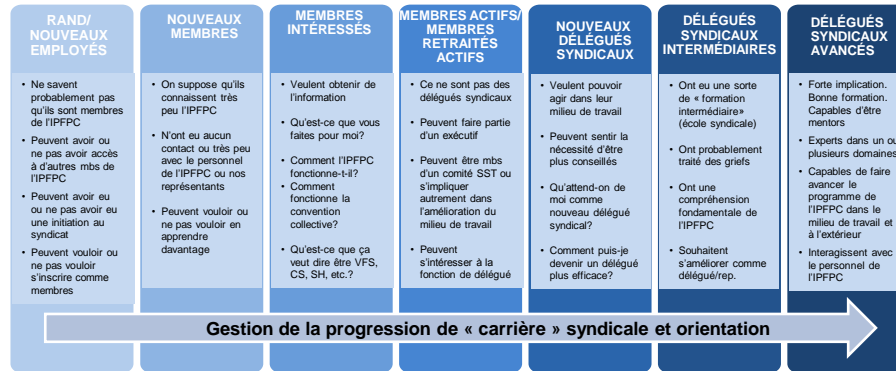 RAND/
NOUVEAUX
EMPLOYÉS
• Ne savent
probablement pas
qu'ils sont membres
de l'IPFPC
• Peuvent avoir ou
ne pas avoir accès
à d'autres mbs de
l'IPFPC
• Peuvent avoir eu
ou ne pas avoir eu
une initiation au
syndicat
• Peuvent vouloir ou
ne pas vouloir
s'inscrire comme
membres
NOUVEAUX
MEMBRES
• On suppose qu'ils
connaissent très
peu l'IPFPC
• N'ont eu aucun
contact ou très peu
avec le personnel
de l'IPFPC ou nos
représentants
• Peuvent vouloir ou
ne pas vouloir en
apprendre
davantage
MEMBRES
INTÉRESSÉS
• Veulent obtenir de
l'information
• Qu'est-ce que vous
faites pour moi?
• Comment l'IPFPC
fonctionne-t-il?
• Comment
fonctionne la
convention
collective?
• Qu'est-ce que ça
veut dire être VFS,
CS, SH, etc.?
MEMBRES ACTIFS/
MEMBRES
RETRAITÉS
ACTIFS
• Ce ne sont pas des
délégués syndicaux
• Peuvent faire partie
d'un exécutif
• Peuvent être mbs
d'un comité SST ou
s'impliquer
autrement dans
l'amélioration du
milieu de travail
• Peuvent
s'intéresser à la
fonction de délégué
NOUVEAUX
DÉLÉGUÉS
SYNDICAUX
• Veulent pouvoir
agir dans leur
milieu de travail
• Peuvent sentir la
nécessité d'être
plus conseillés
• Qu'attend-on de
moi comme
nouveau délégué
syndical?
• Comment puis-je
devenir un délégué
plus efficace?
DÉLÉGUÉS
SYNDICAUX
INTERMÉDIAIRES
• Ont eu une sorte
de « formation
intermédiaire»
(école syndicale)
• Ont probablement
traité des griefs
• Ont une
compréhension
fondamentale de
l'IPFPC
• Souhaitent
s'améliorer comme
délégué/rep.
DÉLÉGUÉS
SYNDICAUX
AVANCÉS
• Forte implication.
Bonne formation.
Capables d'être
mentors
• Experts dans un ou
plusieurs domaines
• Capables de faire
avancer le
programme de
l'IPFPC dans le
milieu de travail et
à l'extérieur
• Interagissent avec
le personnel de
l'IPFPC
Gestion de la progression de « carrière » syndicale et orientation